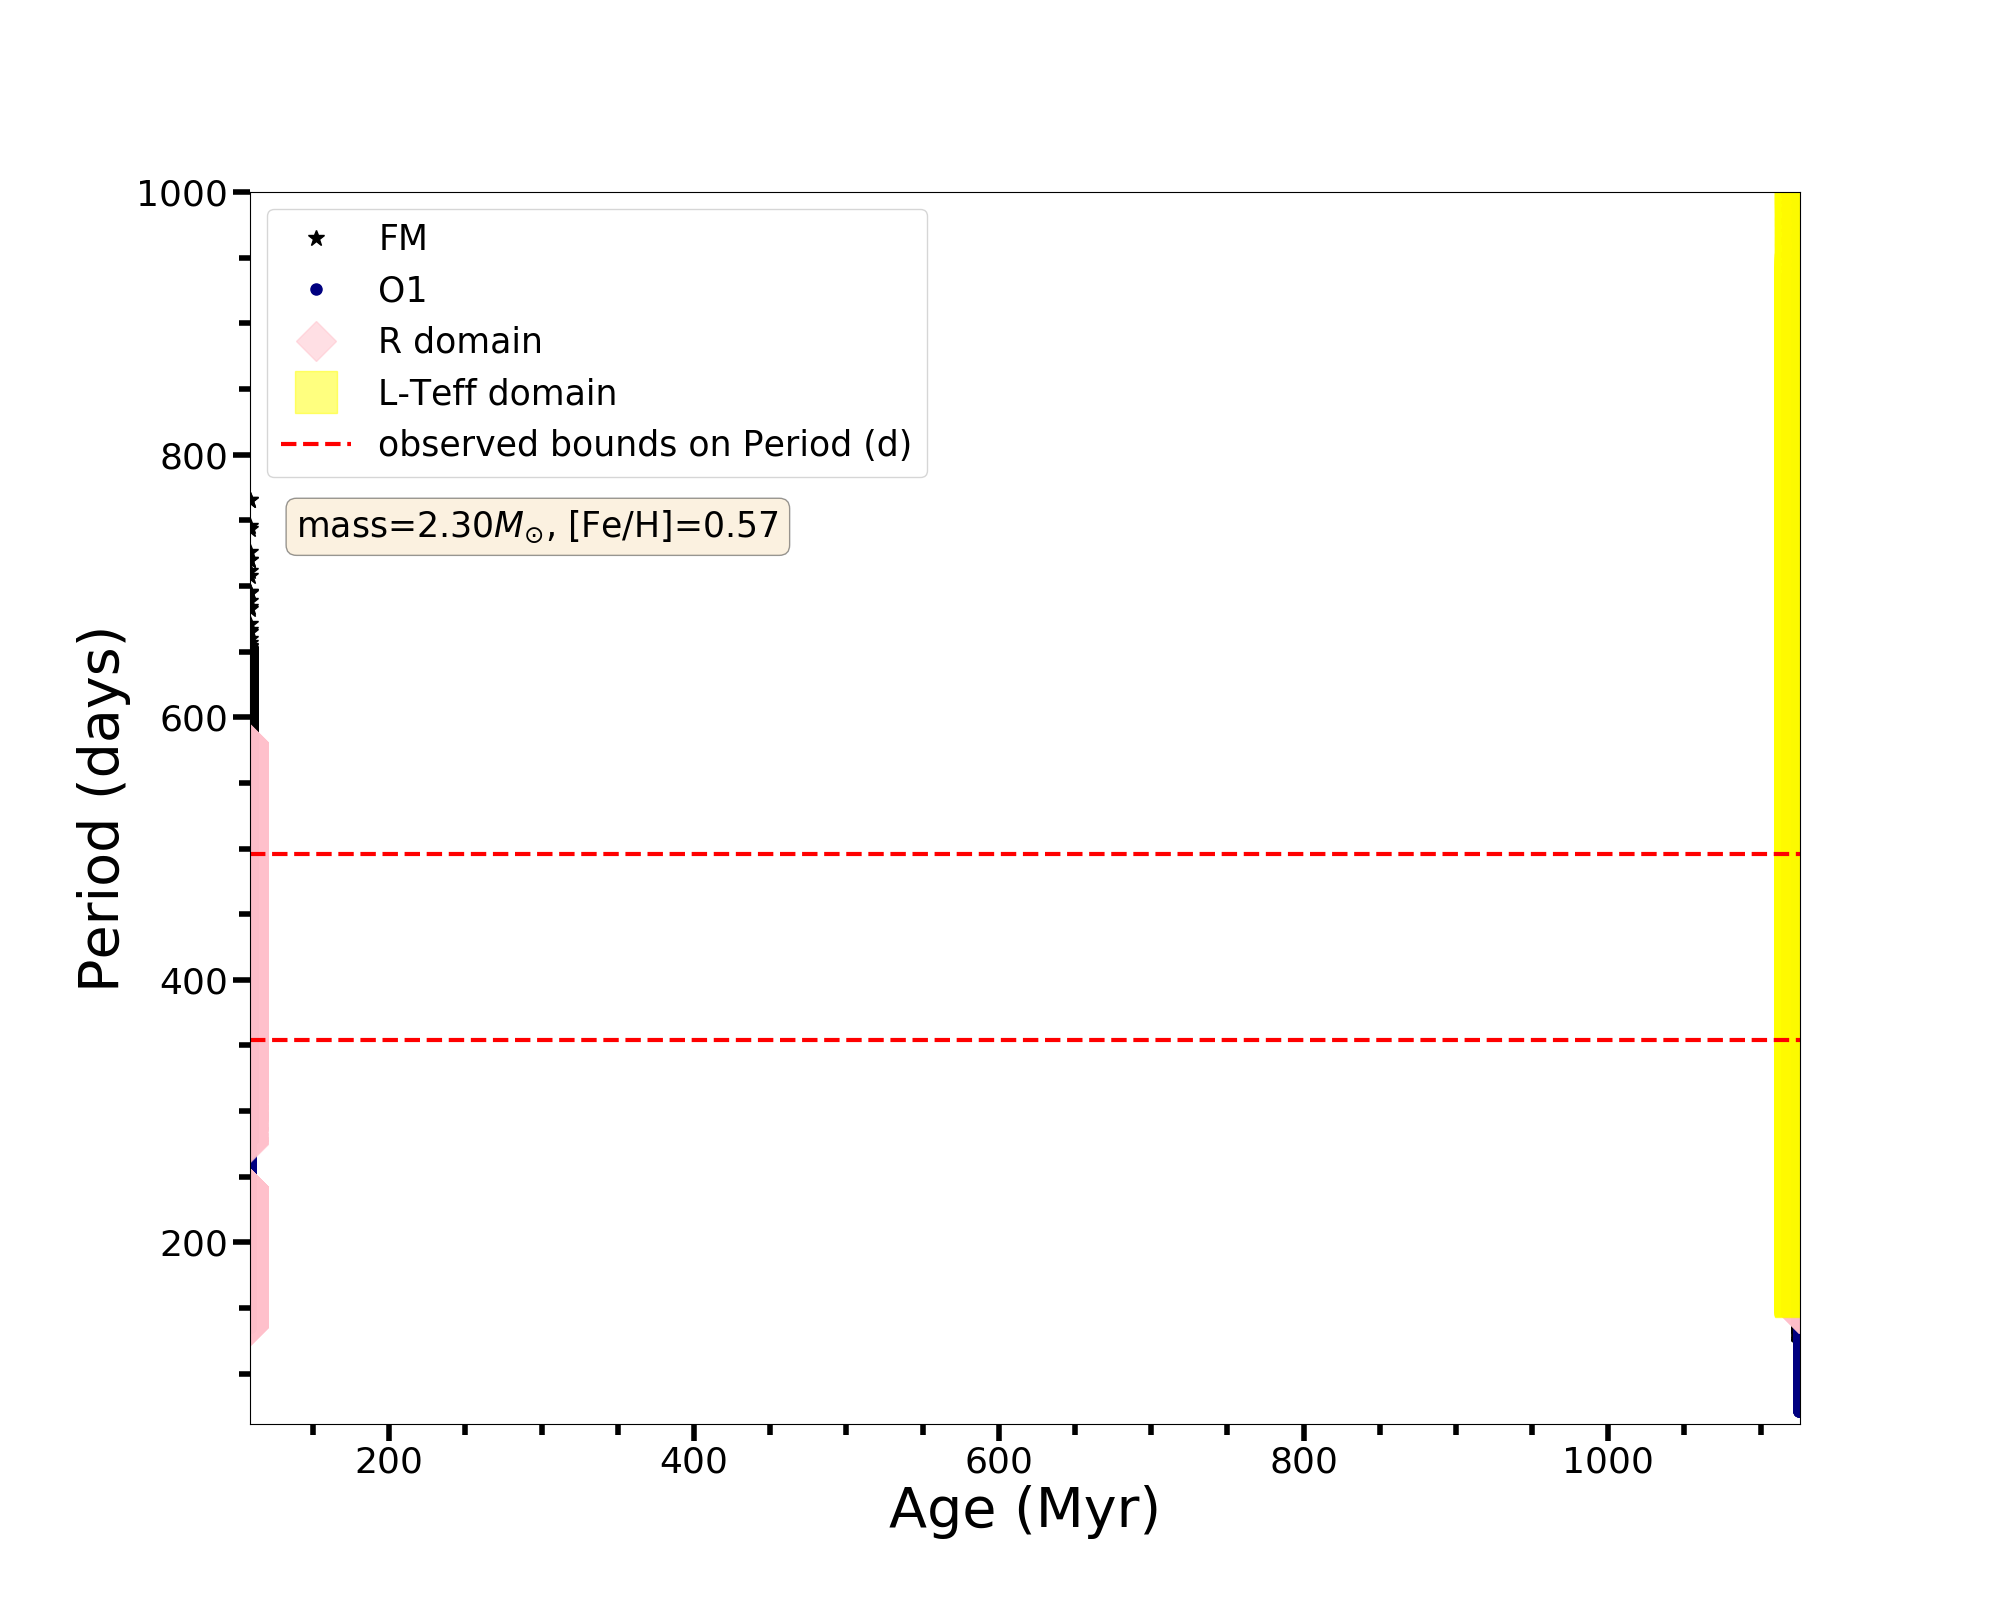 1000
800
600
400
200
Period (days)
FM
O1
R domain
L-Teff domain
observed bounds on Period (d)
mass=2.30M⊙, [Fe/H]=0.57
200 400 600 800 1000
Age (Myr)